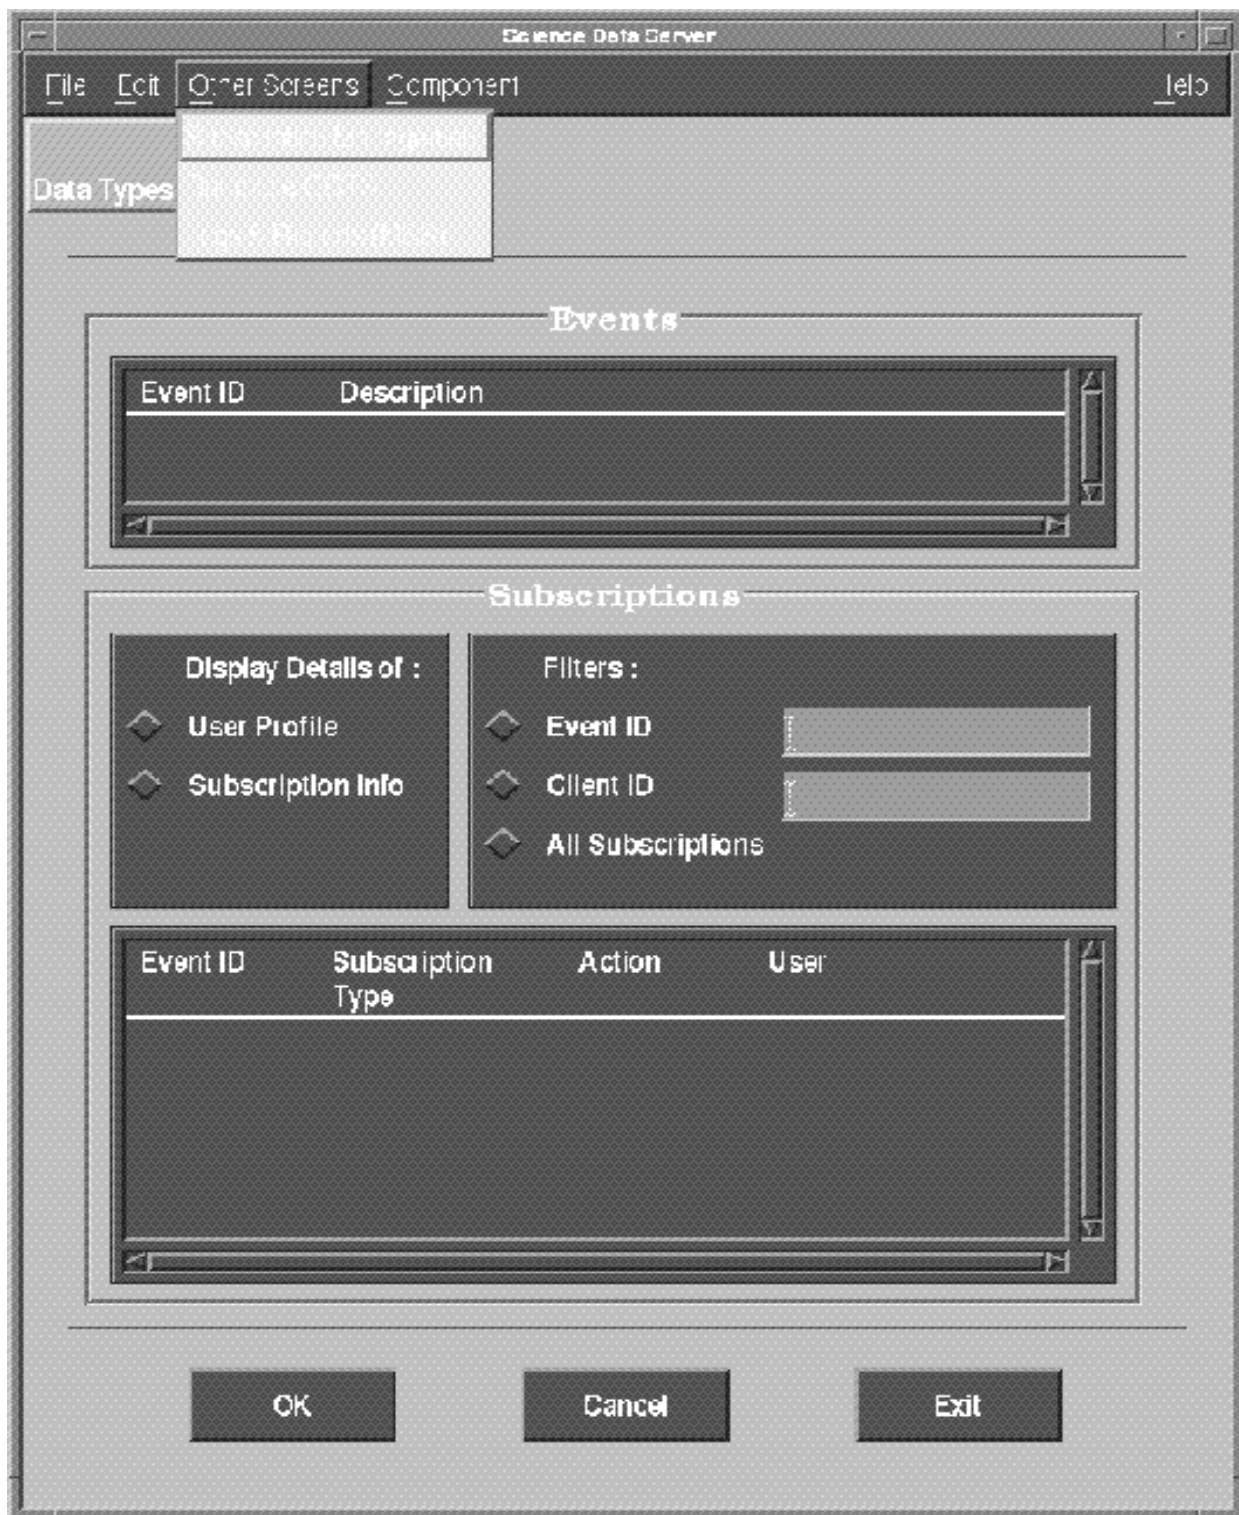 Science Data Server
File Edit Other Screens Component Help
Data Types
Events
Event ID Description
Subscriptions
Display Details of :
User Profile
Subscription Info
Filters :
Event ID
Client ID
All Subscriptions
Event ID Subscription Action User
Type
OK Cancel Exit